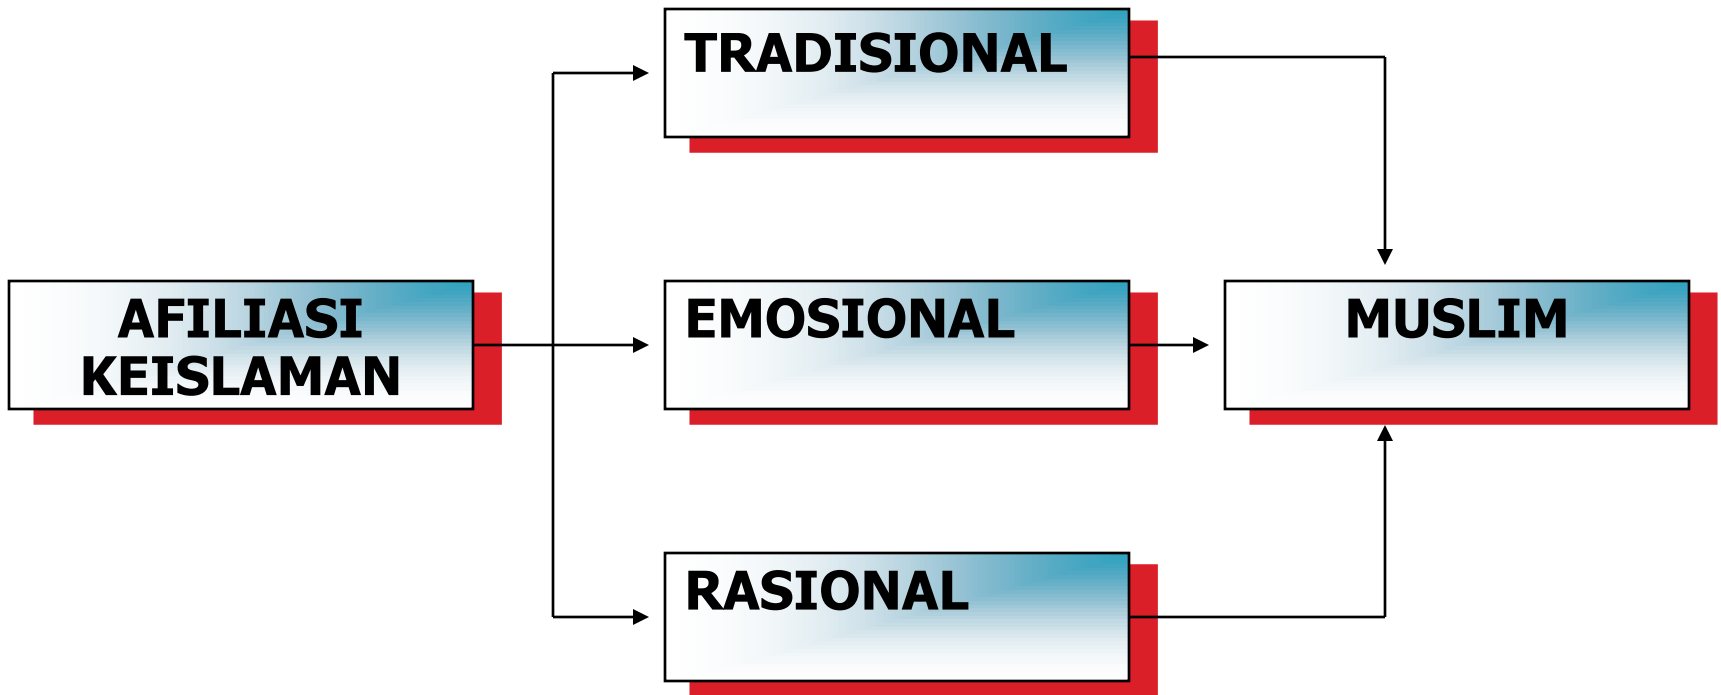 TRADISIONAL
AFILIASI
KEISLAMAN
EMOSIONAL
MUSLIM
RASIONAL